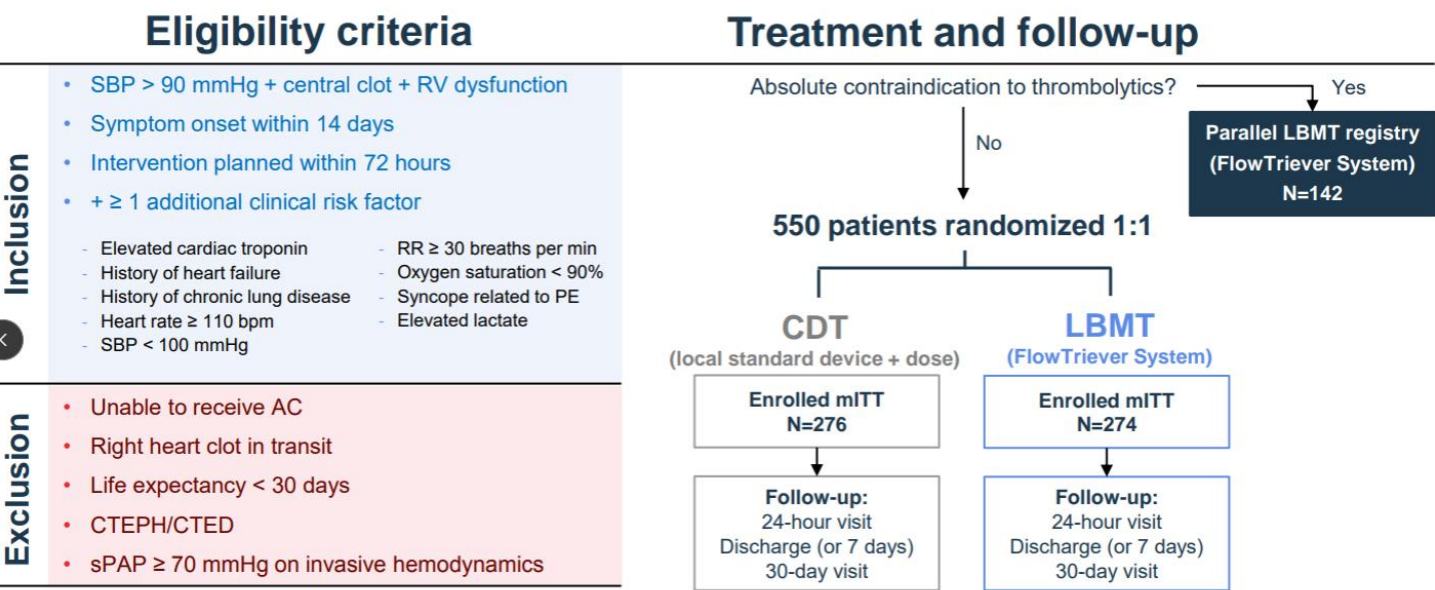 Eligibility criteria
Inclusion
• SBP > 90 mmHg + central clot + RV dysfunction
• Symptom onset within 14 days
• Intervention planned within 72 hours
• + ≥ 1 additional clinical risk factor
- Elevated cardiac troponin
- History of heart failure
- History of chronic lung disease
- Heart rate ≥ 110 bpm
- SBP < 100 mmHg
- RR ≥ 30 breaths per min
- Oxygen saturation < 90%
- Syncope related to PE
- Elevated lactate
Exclusion
• Unable to receive AC
• Right heart clot in transit
• Life expectancy < 30 days
• CTEPH/CTED
• sPAP ≥ 70 mmHg on invasive hemodynamics
Treatment and follow-up
Absolute contraindication to thrombolytics?
Yes
Parallel LBMT registry
(FlowTriever System)
N=142
No
550 patients randomized 1:1
CDT
(local standard device + dose)
Enrolled mITT
N=276
Follow-up:
24-hour visit
Discharge (or 7 days)
30-day visit
LBMT
(FlowTriever System)
Enrolled mITT
N=274
Follow-up:
24-hour visit
Discharge (or 7 days)
30-day visit